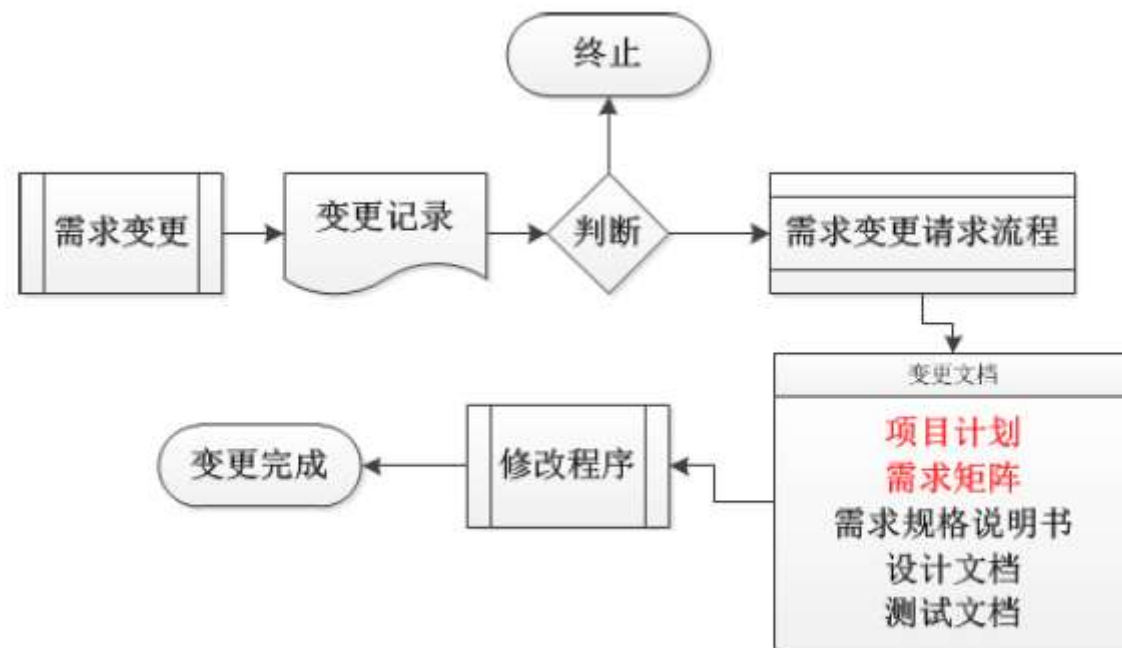 终止
需求变更
变更记录
判断
需求变更请求流程
变更文档
项目计划
需求矩阵
需求规格说明书
设计文档
测试文档
修改程序
变更完成